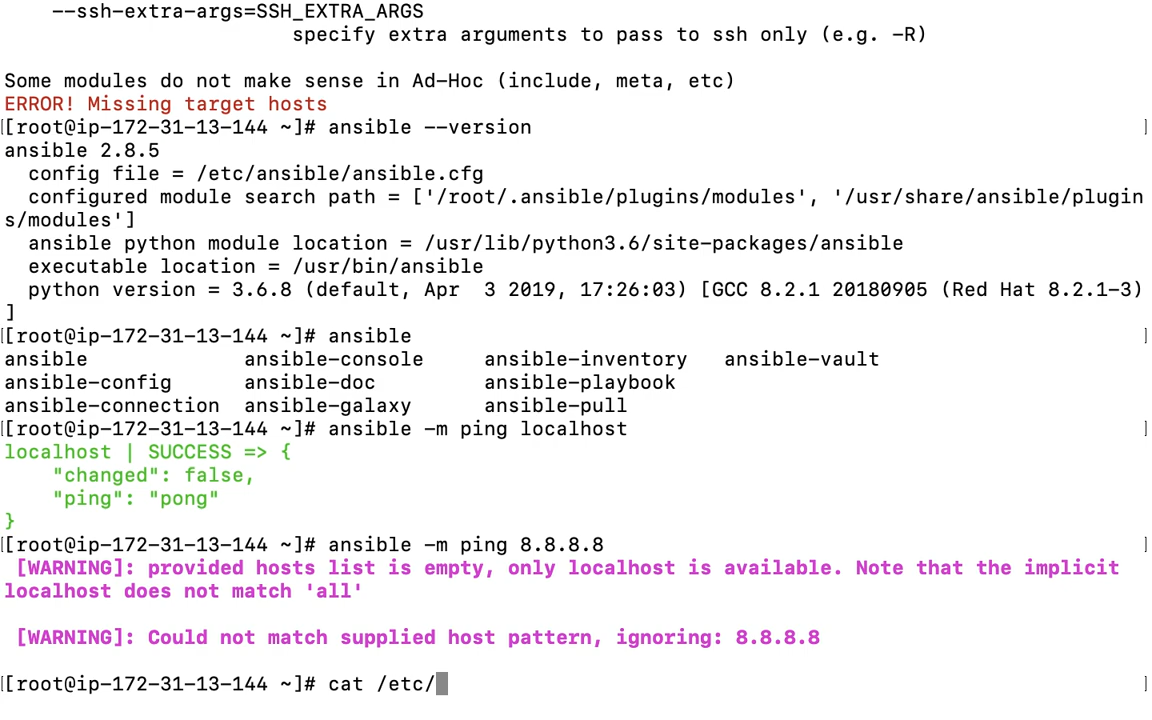 --ssh-extra-args=SSH_EXTRA_ARGS
                        specify extra arguments to pass to ssh only (e.g. -R)

Some modules do not make sense in Ad-Hoc (include, meta, etc)
ERROR! Missing target hosts
[root@ip-172-31-13-144 ~]# ansible --version
ansible 2.8.5
  config file = /etc/ansible/ansible.cfg
  configured module search path = ['/root/.ansible/plugins/modules', '/usr/share/ansible/plugin
s/modules']
  ansible python module location = /usr/lib/python3.6/site-packages/ansible
  executable location = /usr/bin/ansible
  python version = 3.6.8 (default, Apr  3 2019, 17:26:03) [GCC 8.2.1 20180905 (Red Hat 8.2.1-3)
]
[root@ip-172-31-13-144 ~]# ansible
ansible             ansible-console     ansible-inventory   ansible-vault
ansible-config      ansible-doc         ansible-playbook
ansible-connection  ansible-galaxy      ansible-pull
[root@ip-172-31-13-144 ~]# ansible -m ping localhost
localhost | SUCCESS => {
    "changed": false,
    "ping": "pong"
}
[root@ip-172-31-13-144 ~]# ansible -m ping 8.8.8.8
 [WARNING]: provided hosts list is empty, only localhost is available. Note that the implicit
localhost does not match 'all'

 [WARNING]: Could not match supplied host pattern, ignoring: 8.8.8.8

[root@ip-172-31-13-144 ~]# cat /etc/